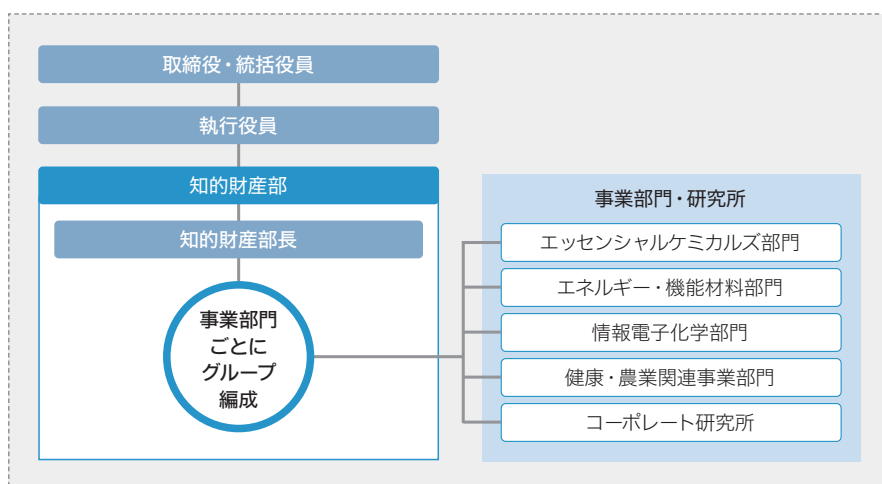 取締役・統括役員
執行役員
知的財産部
知的財産部長
事業部門
ごとに
グループ
編成
事業部門・研究所
エッセンシャルケミカルズ部門
エネルギー・機能材料部門
情報電子化学部門
健康・農業関連事業部門
コーポレート研究所